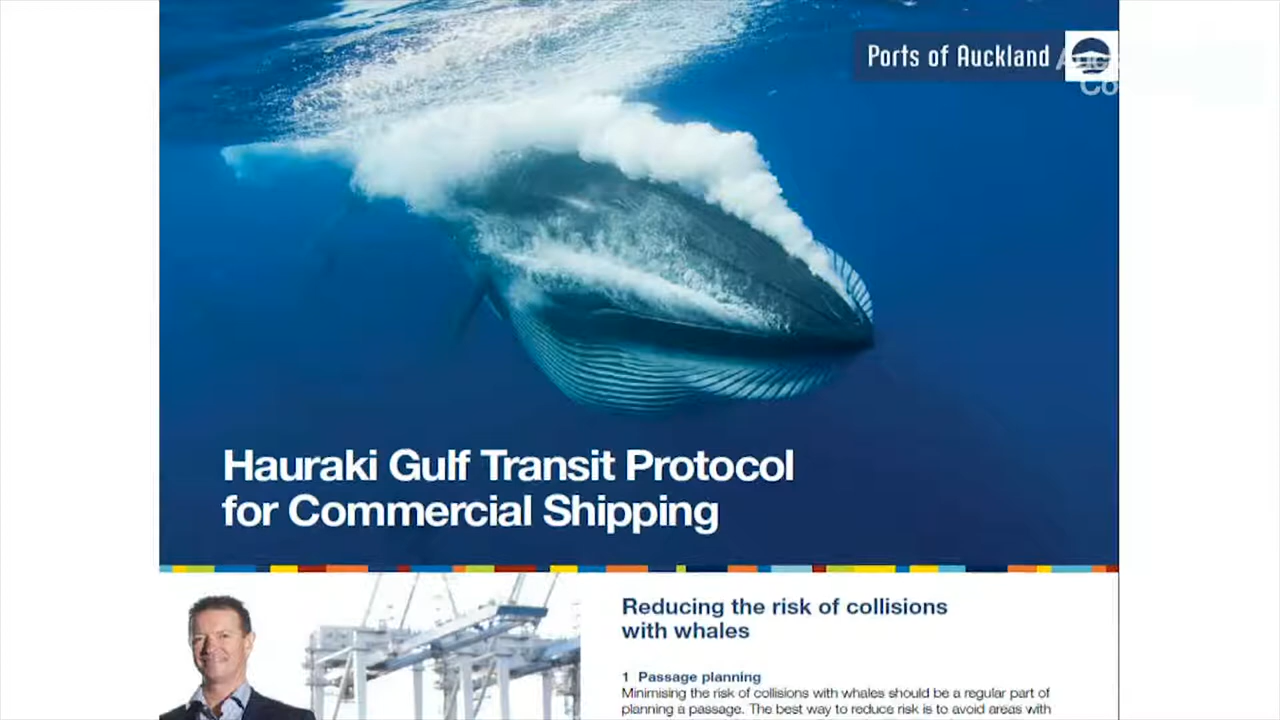 Ports of Auckland
Hauraki Gulf Transit Protocol
for Commercial Shipping
Reducing the risk of collisions
with whales
1 Passage planning
Minimising the risk of collisions with whales should be a regular part of
planning a passage. The best way to reduce risk is to avoid areas with